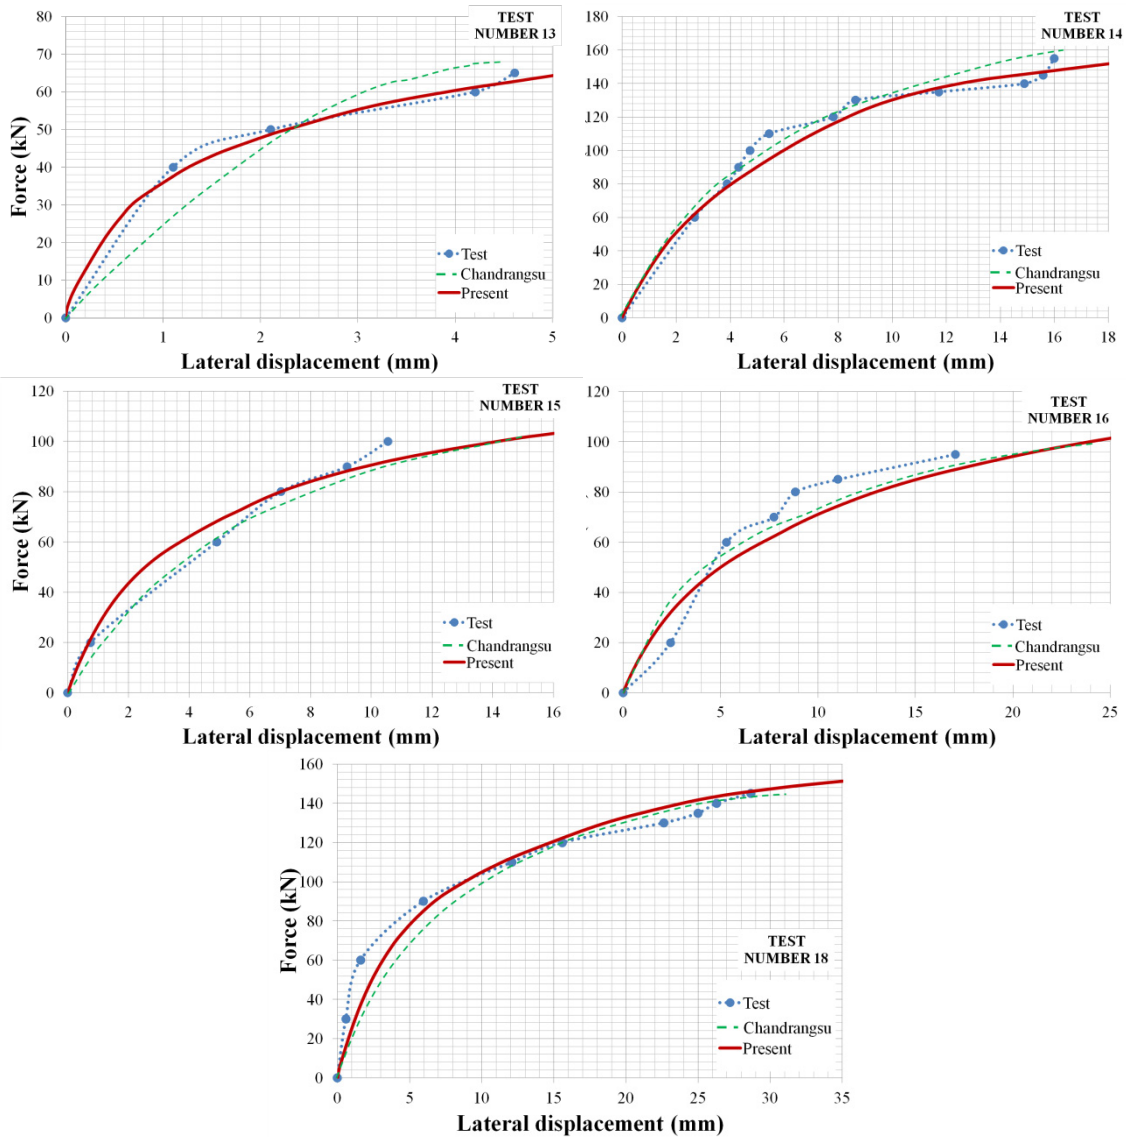 TEST
NUMBER 13
80
70
60
50
40
30
20
10
0
Force (kN)
Test
Chandrangsu
Present
0 1 2 3 4 5
Lateral displacement (mm)
TEST
NUMBER 14
180
160
140
120
100
80
60
40
20
0
Test
Chandrangsu
Present
0 2 4 6 8 10 12 14 16 18
Lateral displacement (mm)
TEST
NUMBER 15
120
100
80
60
40
20
0
Force (kN)
Test
Chandrangsu
Present
0 2 4 6 8 10 12 14 16
Lateral displacement (mm)
TEST
NUMBER 16
120
100
80
60
40
20
0
Test
Chandrangsu
Present
0 5 10 15 20 25
Lateral displacement (mm)
160
140
120
100
80
60
40
20
0
Force (kN)
TEST
NUMBER 18
Test
Chandrangsu
Present
0 5 10 15 20 25 30 35
Lateral displacement (mm)